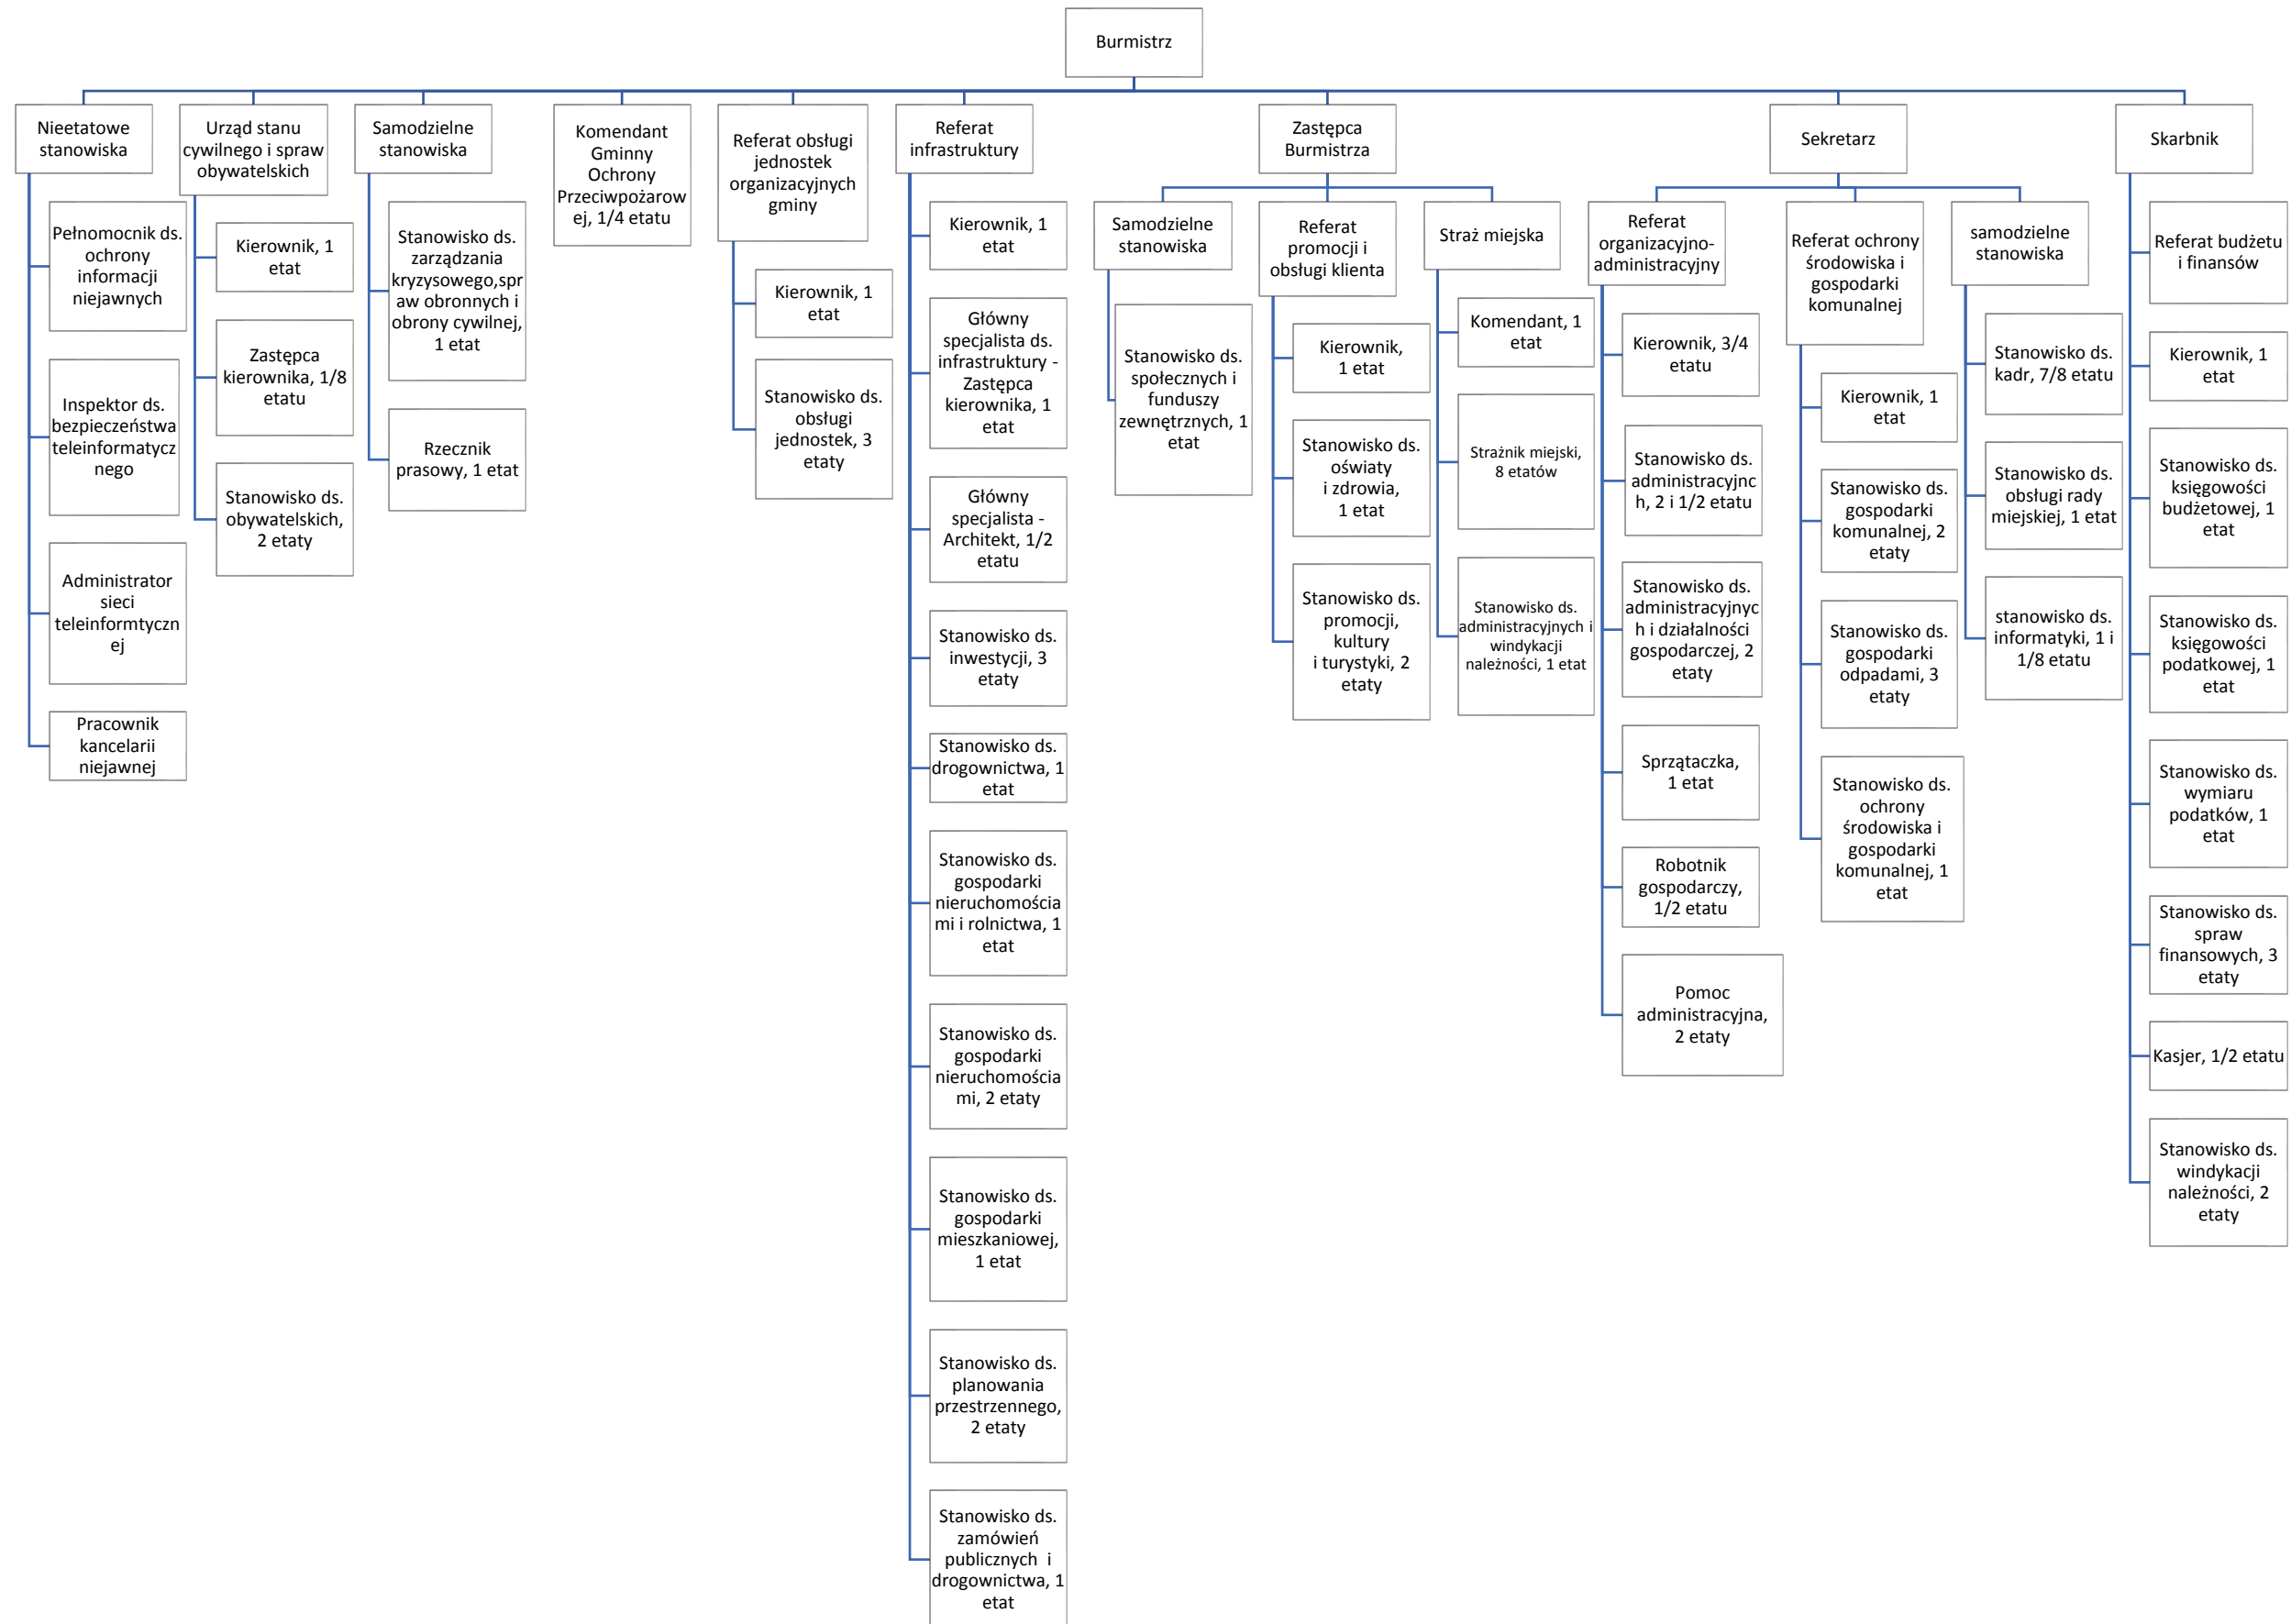 Burmistrz
Nieetatowe
stanowiska
Pełnomocnik ds.
ochrony
informacji
niejawnych
Inspektor ds.
bezpieczeństwa
teleinformatycz
nego
Administrator
sieci
teleinformtyczn
ej
Pracownik
kancelarii
niejawnej
Urząd stanu
cywilnego i spraw
obywatelskich
Kierownik, 1
etat
Zastępca
kierownika, 1/8
etatu
Stanowisko ds.
obywatelskich,
2 etaty
Samodzielne
stanowiska
Stanowisko ds.
zarządzania
kryzysowego,spr
aw obronnych i
obrony cywilnej,
1 etat
Rzecznik
prasowy, 1 etat
Komendant
Gminny
Ochrony
Przeciwpożarow
ej, 1/4 etatu
Referat obsługi
jednostek
organizacyjnych
gminy
Kierownik, 1
etat
Stanowisko ds.
obsługi
jednostek, 3
etaty
Referat
infrastruktury
Kierownik, 1
etat
Główny
specjalista ds.
infrastruktury -
Zastępca
kierownika, 1
etat
Główny
specjalista -
Architekt, 1/2
etatu
Stanowisko ds.
inwestycji, 3
etaty
Stanowisko ds.
drogownictwa, 1
etat
Stanowisko ds.
gospodarki
nieruchomościa
mi i rolnictwa, 1
etat
Stanowisko ds.
gospodarki
nieruchomościa
mi, 2 etaty
Stanowisko ds.
gospodarki
mieszkaniowej,
1 etat
Stanowisko ds.
planowania
przestrzennego,
2 etaty
Stanowisko ds.
zamówień
publicznych i
drogownictwa, 1
etat
Zastępca
Burmistrza
Samodzielne
stanowiska
Stanowisko ds.
społecznych i
funduszy
zewnętrznych, 1
etat
Referat
promocji i
obsługi klienta
Kierownik,
1 etat
Stanowisko ds.
oświaty
i zdrowia,
1 etat
Stanowisko ds.
promocji,
kultury
i turystyki, 2
etaty
Straż miejska
Komendant, 1
etat
Strażnik miejski,
8 etatów
Stanowisko ds.
administracyjnych i
windykacji
należności, 1 etat
Sekretarz
Referat
organizacyjno-
administracyjny
Kierownik, 3/4
etatu
Stanowisko ds.
administracyjnc
h, 2 i 1/2 etatu
Stanowisko ds.
administracyjnyc
h i działalności
gospodarczej, 2
etaty
Sprzątaczka,
1 etat
Robotnik
gospodarczy,
1/2 etatu
Pomoc
administracyjna,
2 etaty
Referat ochrony
środowiska i
gospodarki
komunalnej
Kierownik, 1
etat
Stanowisko ds.
gospodarki
komunalnej, 2
etaty
Stanowisko ds.
gospodarki
odpadami, 3
etaty
Stanowisko ds.
ochrony
środowiska i
gospodarki
komunalnej, 1
etat
samodzielne
stanowiska
Stanowisko ds.
kadr, 7/8 etatu
Stanowisko ds.
obsługi rady
miejskiej, 1 etat
stanowisko ds.
informatyki, 1 i
1/8 etatu
Skarbnik
Referat budżetu
i finansów
Kierownik, 1
etat
Stanowisko ds.
księgowości
budżetowej, 1
etat
Stanowisko ds.
księgowości
podatkowej, 1
etat
Stanowisko ds.
wymiaru
podatków, 1
etat
Stanowisko ds.
spraw
finansowych, 3
etaty
Kasjer, 1/2 etatu
Stanowisko ds.
windykacji
należności, 2
etaty